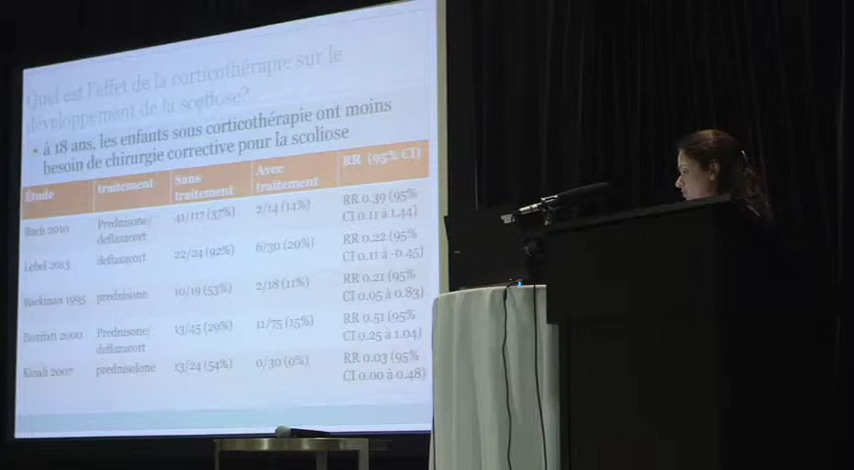 Quel est l'effet de la corticothérapie sur le
développement de la scoliose?
• à 18 ans, les enfants sous corticothérapie ont moins
besoin de chirurgie corrective pour la scoliose
Étude traitement Sans traitement Avec traitement RR (95% CI)
2010 Prednisone/ deflazacort 41/117 (37%) 2/14 (14%) RR 0.39 (95% CI 0.11 à 1.44)
Lebel 2013 deflazacort 22/24 (92%) 6/30 (20%) RR 0.22 (95% CI 0.11 à -0.45)
Backman 1995 prednisone 10/19 (53%) 2/18 (11%) RR 0.21 (95% CI 0.05 à 0.83)
Bonifati 2000 Prednisone/ deflazacort 13/45 (29%) 11/75 (15%) RR 0.51 (95% CI 0.25 à 1.04)
Kinali 2007 prednisolone 13/24 (54%) 0/30 (0%) RR 0.03 (95% CI 0.00 à 0.48)